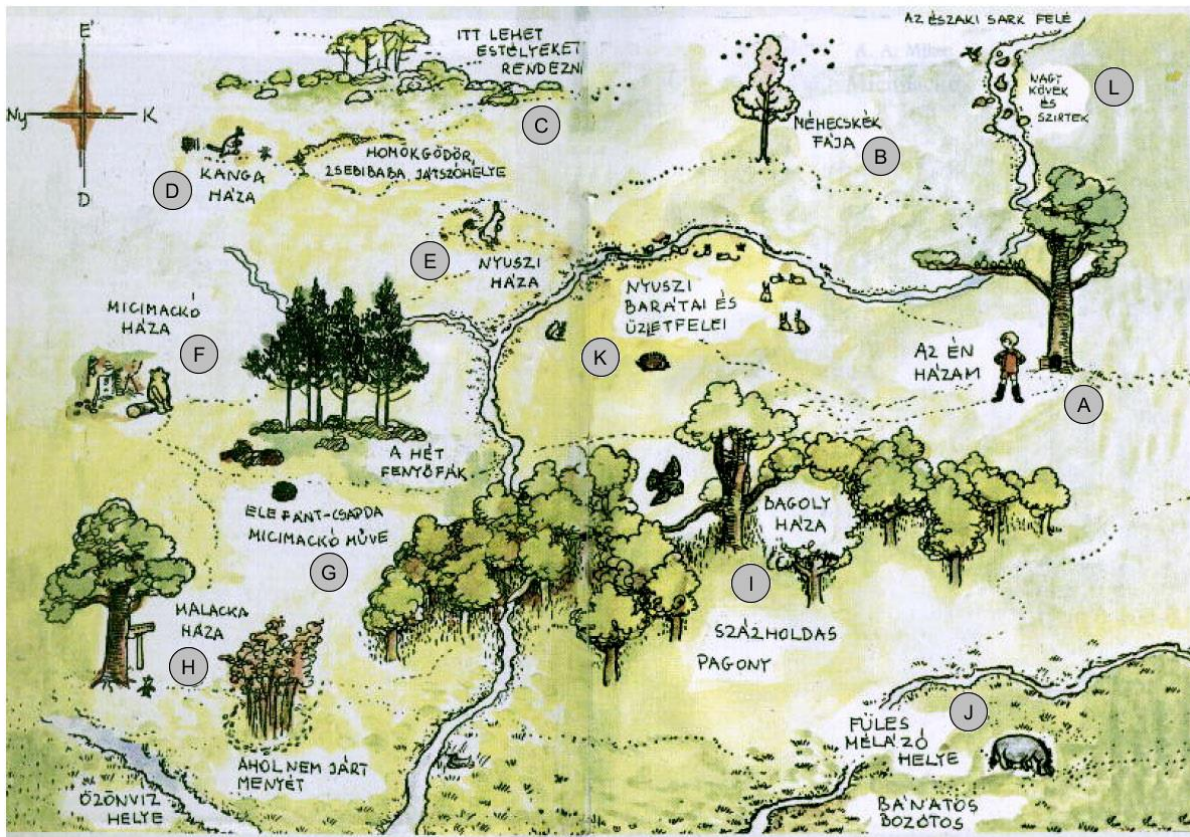 É
Ny
K
D
ITT LEHET
ESTÉLYEKET
RENDEZNI
C
AZ ÉSZAKI SARK FELÉ
NAGY
KÖVEK
ÉS
SZIRTEK
L
MÉHECSKÉK
FÁJA
B
D
KANGA
HÁZA
HOMOKGÖDÖR,
ZSEBIBABA JÁTSZÓHELYE
E
NYUSZI
HÁZA
MICIMACKÓ
HÁZA
F
NYUSZI
BARÁTAI ÉS
ÜZLETFELEI
K
AZ ÉN
HÁZAM
A
A HÉT
FENYŐFÁK
ELEFÁNT-CSAPDA
MICIMACKÓ MŰVE
G
BAGOLY
HÁZA
I
MALACKA
HÁZA
H
SZÁZHOLDAS
PAGONY
J
FÜLES
MÉLÁZÓ
HELYE
AHOL NEM JÁRT
MENYÉT
ÖZÖNVÍZ
HELYE
BÁNATOS
BOZÓTOS